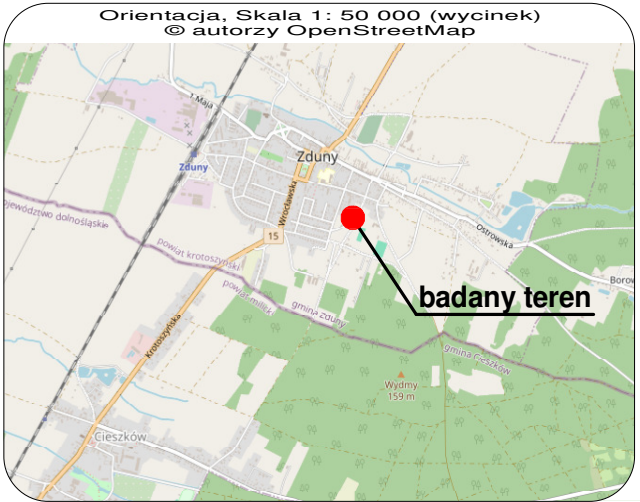 Orientacja, Skala 1: 50 000 (wycinek)
© autorzy OpenStreetMap
1 Maja
Zduny
Zduny
Wrocławska
ojewództwo dolnośląskie
15
Ostrowska
powiat krotoszyński
powiat milicki
gmina Zduny
badany teren
Borow
Krotoszyńska
gmina Cieszków
Wydmy
159 m
Cieszków